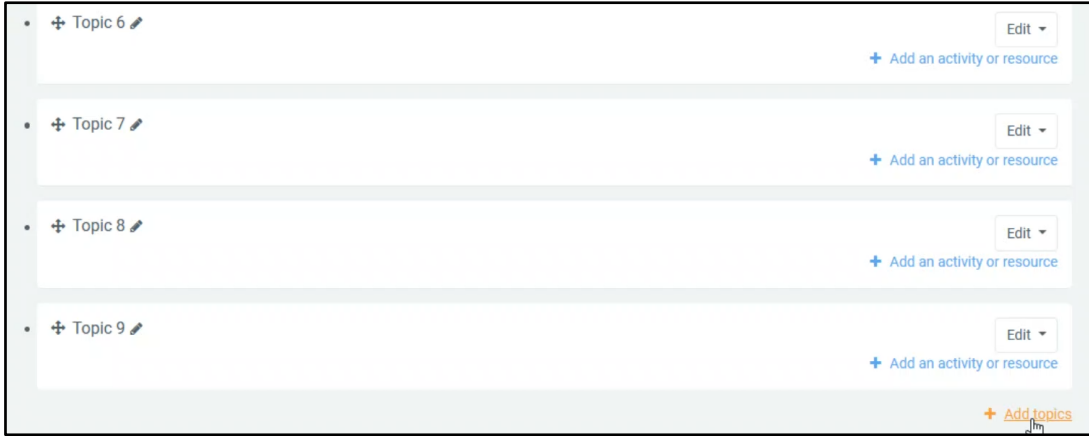 Topic 6
Edit
Add an activity or resource
Topic 7
Edit
Add an activity or resource
Topic 8
Edit
Add an activity or resource
Topic 9
Edit
Add an activity or resource
Add topics